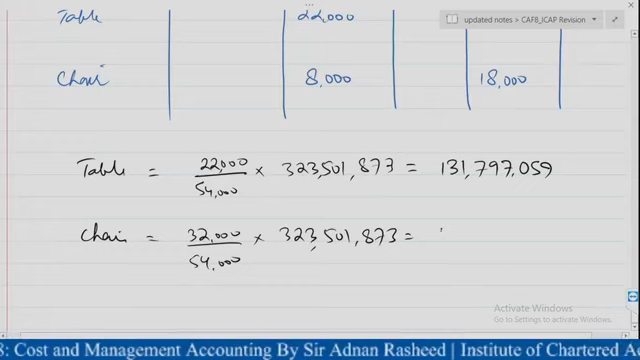 updated notes > CAF8_ICAP Revision
Table 22,000
Chair 8,000 18,000
Table = 22,000 / 54,000 × 323,501,873 = 131,797,059
Chair = 32,000 / 54,000 × 323,501,873 =
Activate Windows
Go to Settings to activate Windows.
8: Cost and Management Accounting By Sir Adnan Rasheed | Institute of Chartered A